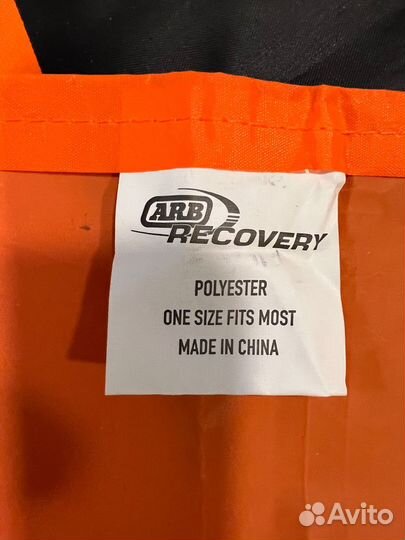 ARB
RECOVERY
POLYESTER
ONE SIZE FITS MOST
MADE IN CHINA
Avito